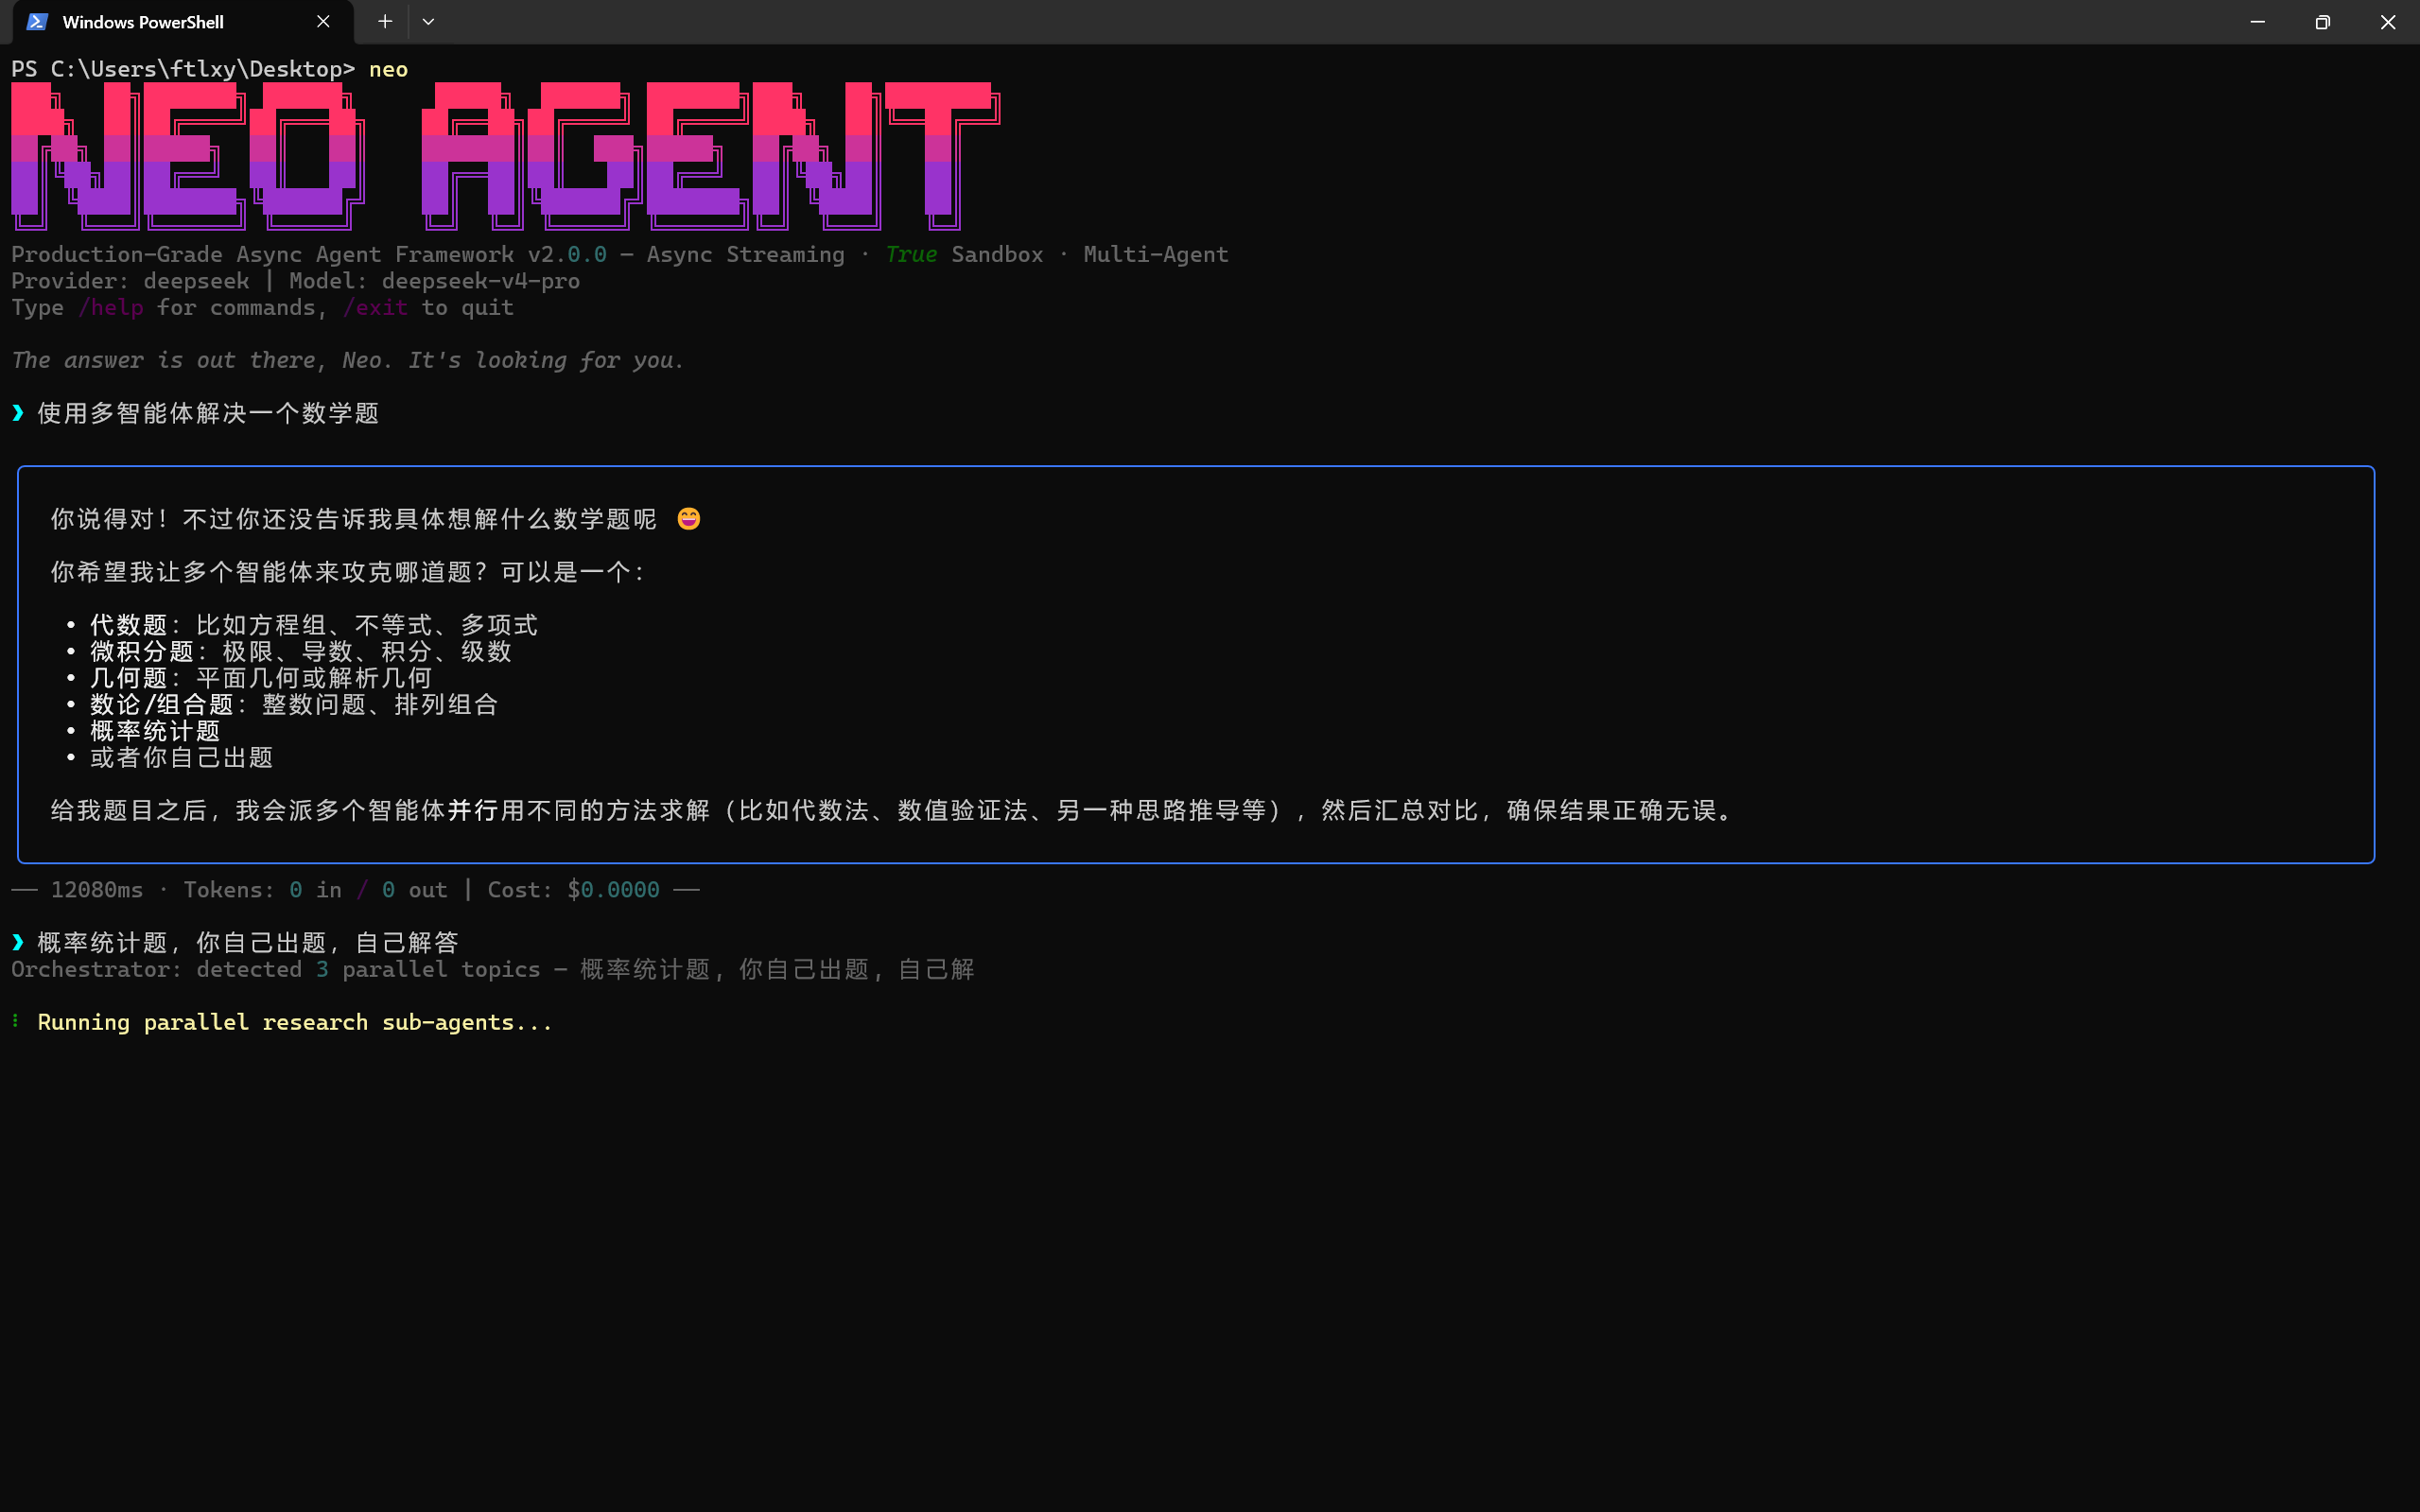 Windows PowerShell
PS C:\Users\ftlxy\Desktop> neo
NEO AGENT
Production-Grade Async Agent Framework v2.0.0 — Async Streaming · True Sandbox · Multi-Agent
Provider: deepseek | Model: deepseek-v4-pro
Type /help for commands, /exit to quit
The answer is out there, Neo. It's looking for you.
❯ 使用多智能体解决一个数学题
你说得对！不过你还没告诉我具体想解什么数学题呢 😄
你希望我让多个智能体来攻克哪道题？可以是一个：
• 代数题：比如方程组、不等式、多项式
• 微积分题：极限、导数、积分、级数
• 几何题：平面几何或解析几何
• 数论/组合题：整数问题、排列组合
• 概率统计题
• 或者你自己出题
给我题目之后，我会派多个智能体并行用不同的方法求解（比如代数法、数值验证法、另一种思路推导等），然后汇总对比，确保结果正确无误。
── 12080ms · Tokens: 0 in / 0 out | Cost: $0.0000 ──
❯ 概率统计题，你自己出题，自己解答
Orchestrator: detected 3 parallel topics — 概率统计题, 你自己出题, 自己解
⠇ Running parallel research sub-agents...